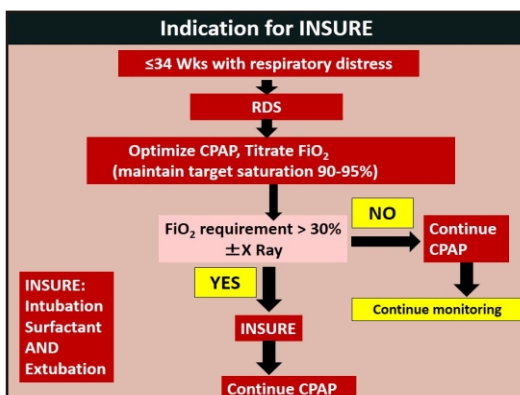 Indication for INSURE
≤34 Wks with respiratory distress
RDS
Optimize CPAP, Titrate FiO₂
(maintain target saturation 90-95%)
FiO₂ requirement > 30%
±X Ray
NO
Continue
CPAP
YES
Continue monitoring
INSURE:
Intubation
Surfactant
AND
Extubation
INSURE
Continue CPAP